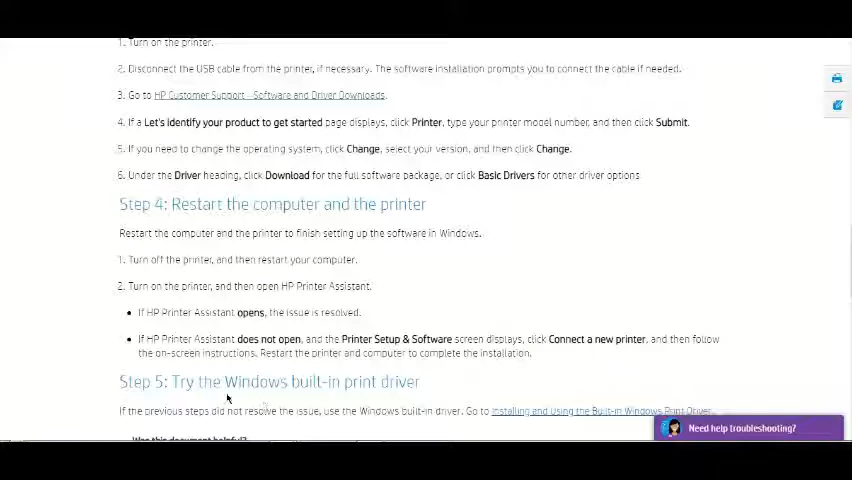 1. Turn on the printer.
2. Disconnect the USB cable from the printer, if necessary. The software installation prompts you to connect the cable if needed.
3. Go to HP Customer Support - Software and Driver Downloads.
4. If a Let's identify your product to get started page displays, click Printer, type your printer model number, and then click Submit.
5. If you need to change the operating system, click Change, select your version, and then click Change.
6. Under the Driver heading, click Download for the full software package, or click Basic Drivers for other driver options
Step 4: Restart the computer and the printer
Restart the computer and the printer to finish setting up the software in Windows.
1. Turn off the printer, and then restart your computer.
2. Turn on the printer, and then open HP Printer Assistant.
• If HP Printer Assistant opens, the issue is resolved.
• If HP Printer Assistant does not open, and the Printer Setup & Software screen displays, click Connect a new printer, and then follow
the on-screen instructions. Restart the printer and computer to complete the installation.
Step 5: Try the Windows built-in print driver
If the previous steps did not resolve the issue, use the Windows built-in driver. Go to Installing and Using the Built-in Windows Print Driver.
Need help troubleshooting?
Was this document helpful?